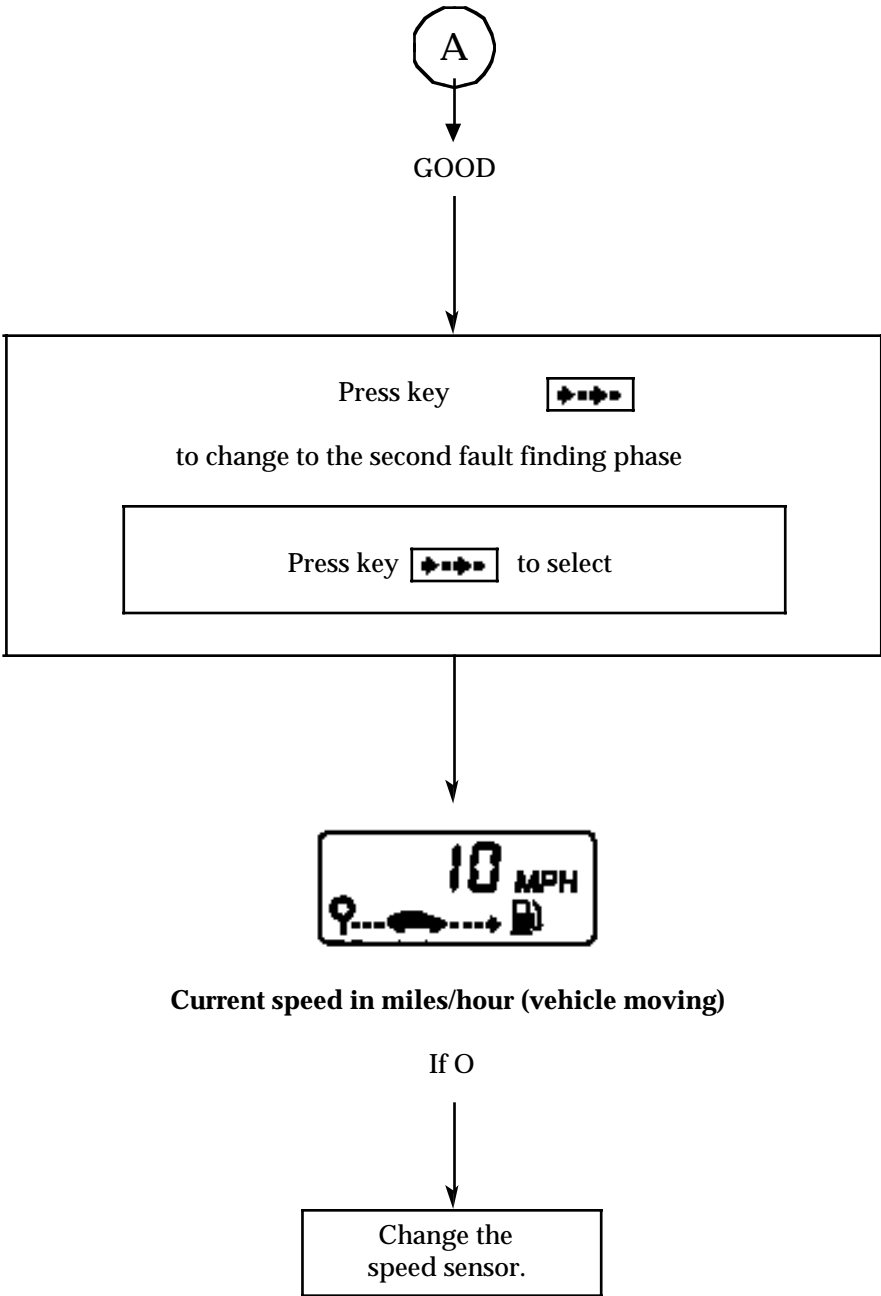 A
GOOD
Press key
to change to the second fault finding phase
Press key to select
10 MPH
Current speed in miles/hour (vehicle moving)
If O
Change the
speed sensor.